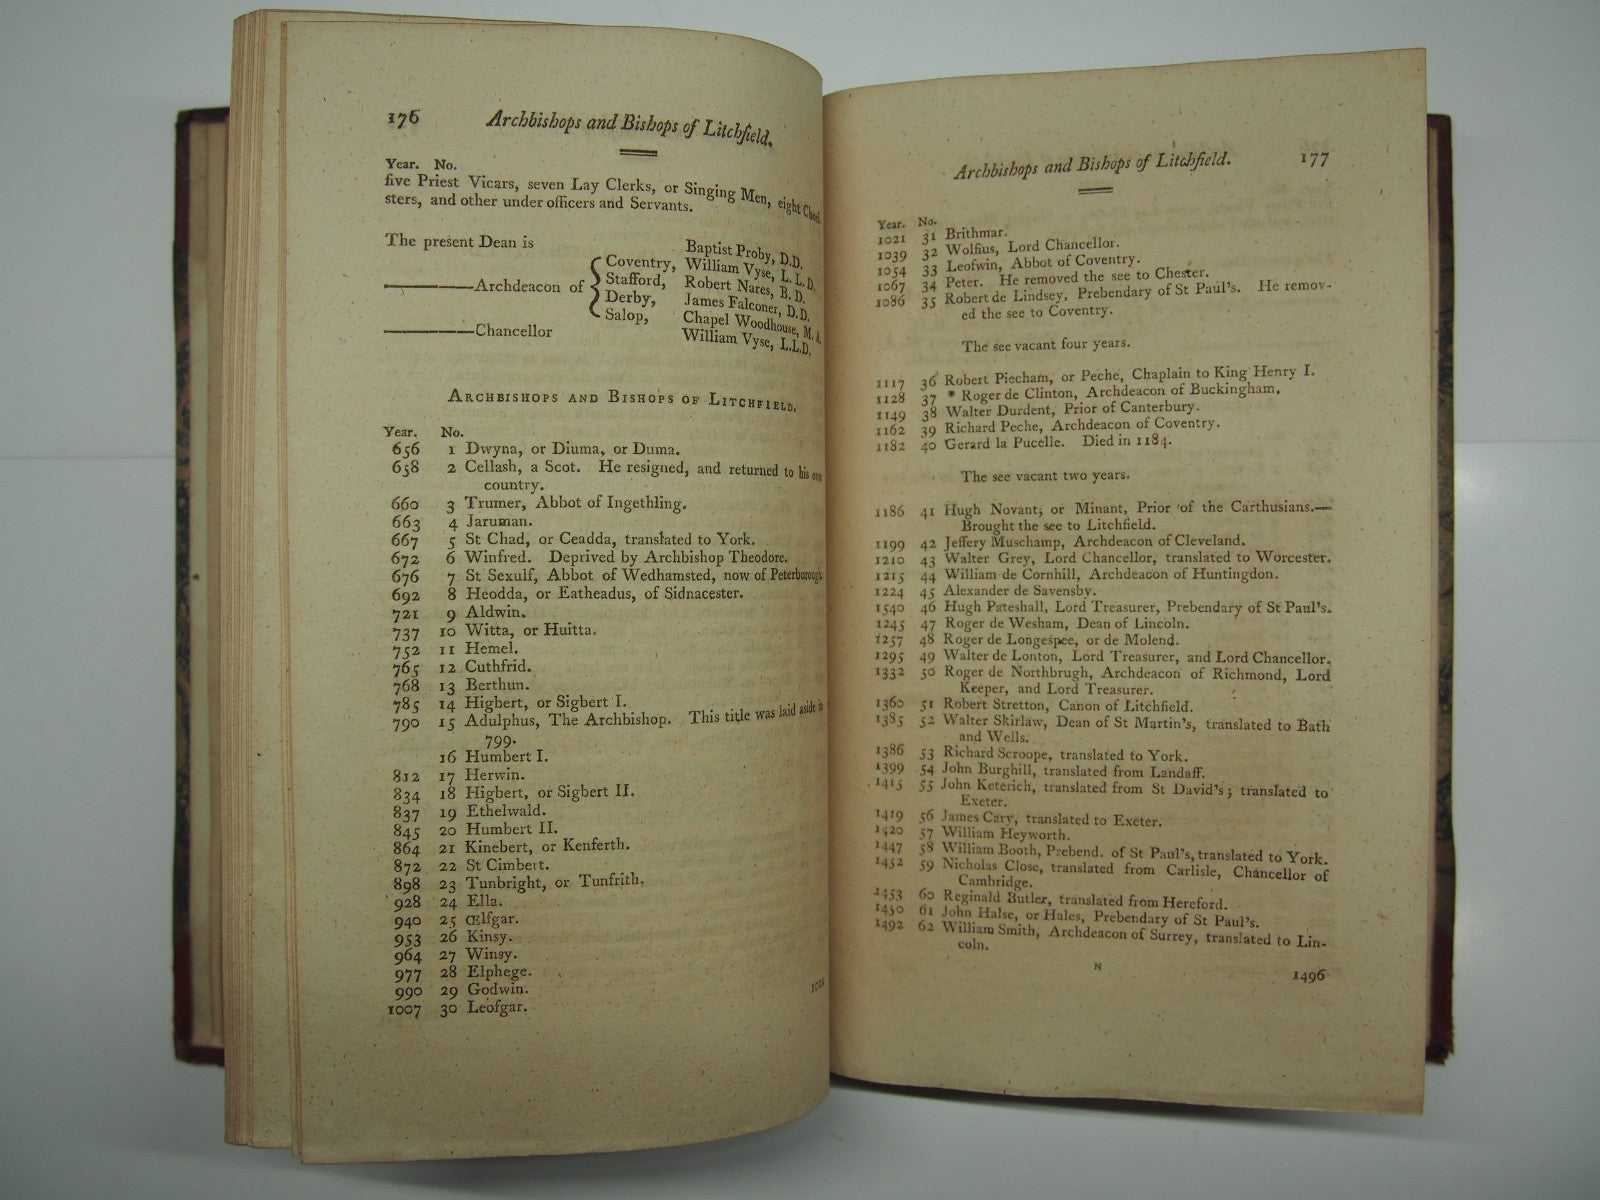 176 Archbishops and Bishops of Litchfield.
Year. No.
five Priest Vicars, seven Lay Clerks, or Singing Men, eight
sters, and other under officers and Servants.
The present Dean is Baptist Proby, D.D.
Archdeacon of { Coventry, William Vyse, L.L.D.
Stafford, Robert Nares, B.D.
Derby, James Falconer, D.D.
Salop, Chapel Woodhouse, M.A.
Chancellor William Vyse, L.L.D.
ARCHBISHOPS AND BISHOPS OF LITCHFIELD.
Year. No.
656 1 Dwyna, or Diuma, or Duma.
658 2 Cellash, a Scot. He resigned, and returned to his own
country.
660 3 Trumer, Abbot of Ingethling.
663 4 Jaruman.
667 5 St Chad, or Ceadda, translated to York.
672 6 Winfred. Deprived by Archbishop Theodore.
676 7 St Sexulf, Abbot of Wedhamsted, now of Peterborough.
692 8 Heodda, or Eatheadus, of Sidnacester.
721 9 Aldwin.
737 10 Witta, or Huitta.
752 11 Hemel.
765 12 Cuthfrid.
768 13 Berthun.
785 14 Higbert, or Sigbert I.
790 15 Adulphus, The Archbishop. This title was laid aside in
799.
16 Humbert I.
812 17 Herwin.
834 18 Higbert, or Sigbert II.
837 19 Ethelwald.
845 20 Humbert II.
864 21 Kinebert, or Kenferth.
872 22 St Cimbert.
898 23 Tunbright, or Tunfrith.
928 24 Ella.
940 25 Œlfgar.
953 26 Kinsy.
964 27 Winsy.
977 28 Elphege.
990 29 Godwin.
1007 30 Leofgar.
Archbishops and Bishops of Litchfield. 177
Year. No.
1021 31 Brithmar.
1039 32 Wolfius, Lord Chancellor.
1054 33 Leofwin, Abbot of Coventry.
1067 34 Peter. He removed the see to Chester.
1086 35 Robert de Lindsey, Prebendary of St Paul's. He remov-
ed the see to Coventry.
The see vacant four years.
1117 36 Robert Piecham, or Peche, Chaplain to King Henry I.
1128 37 * Roger de Clinton, Archdeacon of Buckingham.
1149 38 Walter Durdent, Prior of Canterbury.
1162 39 Richard Peche, Archdeacon of Coventry.
1182 40 Gerard la Pucelle. Died in 1184.
The see vacant two years.
1186 41 Hugh Novant; or Minant, Prior of the Carthusians.—
Brought the see to Litchfield.
1199 42 Jeffery Muschamp, Archdeacon of Cleveland.
1210 43 Walter Grey, Lord Chancellor, translated to Worcester.
1215 44 William de Cornhill, Archdeacon of Huntingdon.
1224 45 Alexander de Savensby.
1540 46 Hugh Pateshall, Lord Treasurer, Prebendary of St Paul's.
1245 47 Roger de Wesham, Dean of Lincoln.
1257 48 Roger de Longespee, or de Molend.
1295 49 Walter de Lonton, Lord Treasurer, and Lord Chancellor.
1332 50 Roger de Northbrugh, Archdeacon of Richmond, Lord
Keeper, and Lord Treasurer.
1360 51 Robert Stretton, Canon of Litchfield.
1385 52 Walter Skirlaw, Dean of St Martin's, translated to Bath
and Wells.
1386 53 Richard Scroope, translated to York.
1399 54 John Burghill, translated from Landaff.
1415 55 John Keterich, translated from St David's; translated to
Exeter.
1419 56 James Cary, translated to Exeter.
1420 57 William Heyworth.
1447 58 William Booth, Prebend. of St Paul's, translated to York.
1452 59 Nicholas Close, translated from Carlisle, Chancellor of
Cambridge.
1453 60 Reginald Butler, translated from Hereford.
1450 61 John Halse, or Hales, Prebendary of St Paul's.
1492 62 William Smith, Archdeacon of Surrey, translated to Lin-
coln.
N 1496